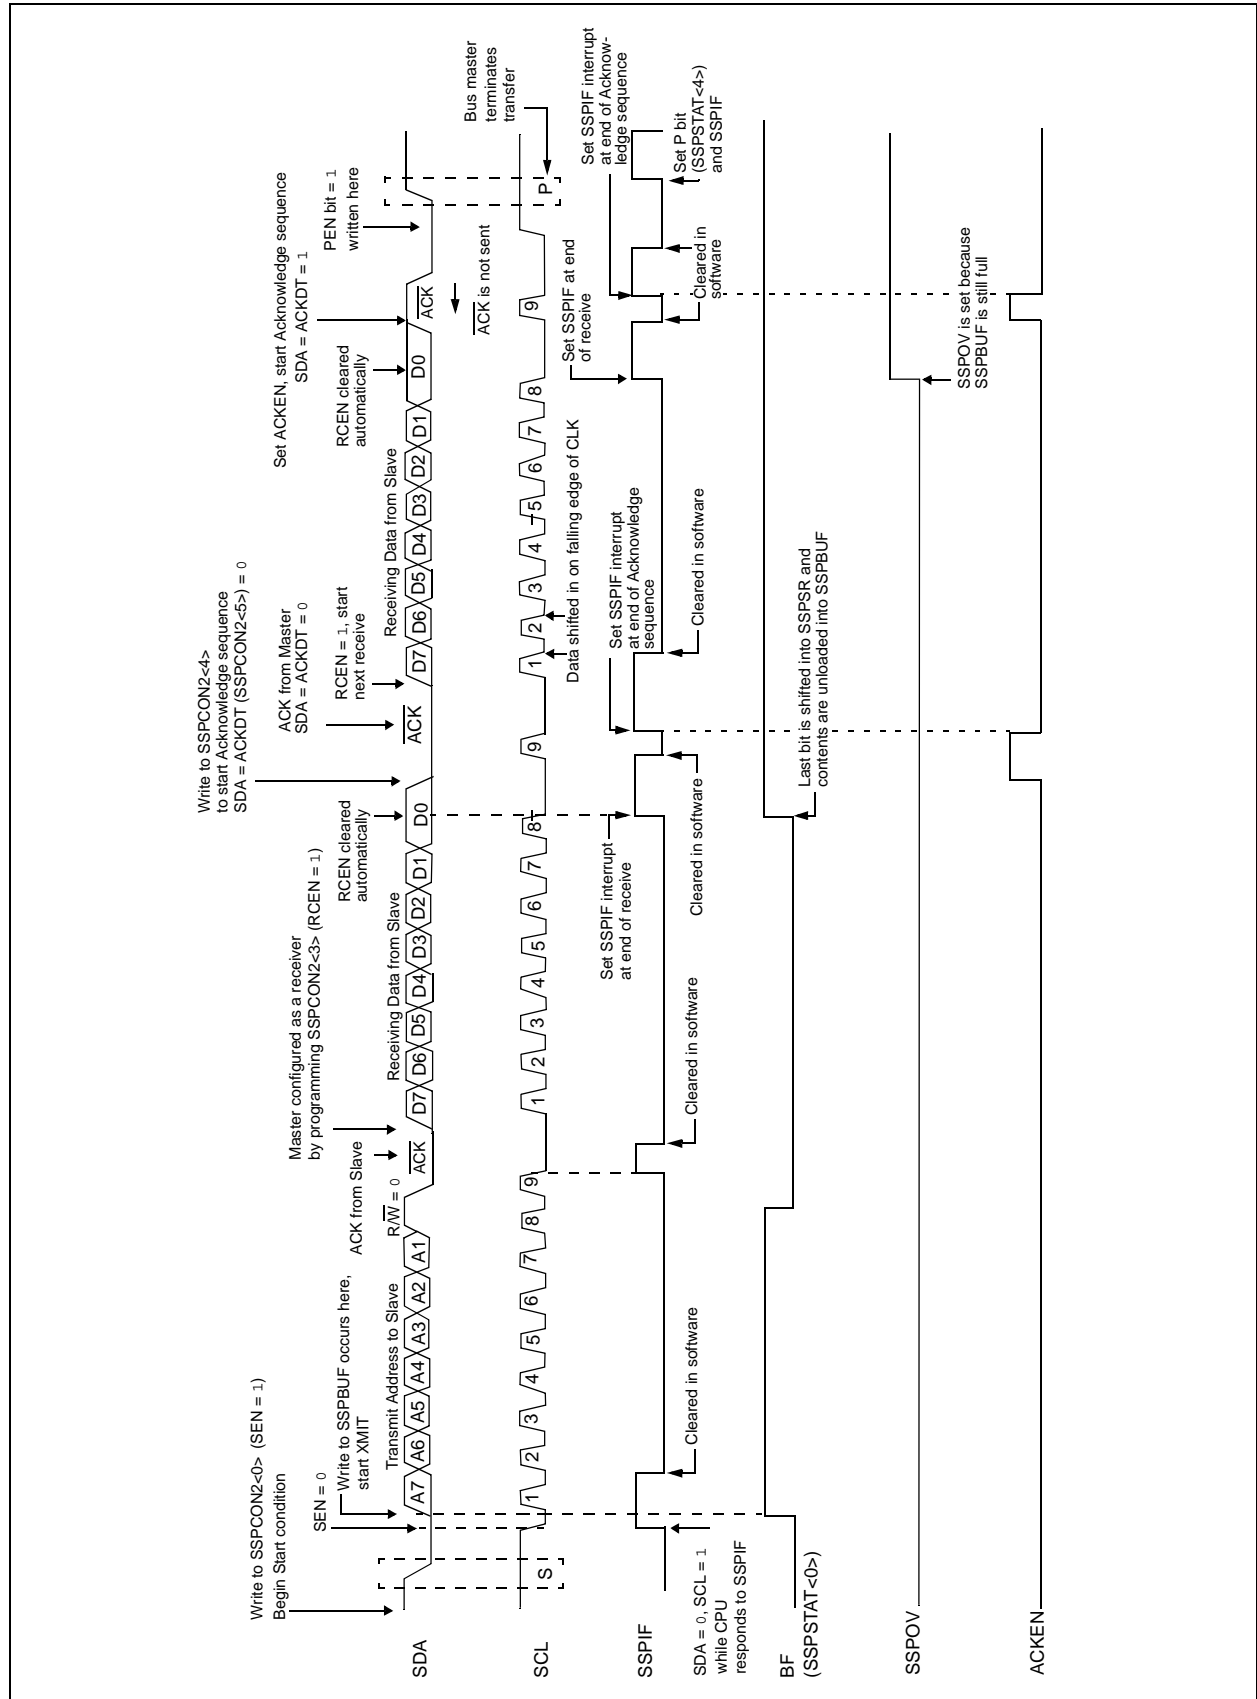 Write to SSPCON2<0> (SEN = 1)
Begin Start condition
SEN = 0
Write to SSPBUF occurs here,
start XMIT
Master configured as a receiver
by programming SSPCON2<3> (RCEN = 1)
ACK from Slave
RCEN cleared
automatically
Write to SSPCON2<4>
to start Acknowledge sequence
SDA = ACKDT (SSPCON2<5>) = 0
ACK from Master
SDA = ACKDT = 0
RCEN = 1, start
next receive
RCEN cleared
automatically
Set ACKEN, start Acknowledge sequence
SDA = ACKDT = 1
PEN bit = 1
written here
Transmit Address to Slave
R/W = 0
Receiving Data from Slave
Receiving Data from Slave
SDA
A7 A6 A5 A4 A3 A2 A1
ACK
D7 D6 D5 D4 D3 D2 D1 D0
ACK
D7 D6 D5 D4 D3 D2 D1 D0
ACK
ACK is not sent
Bus master
terminates
transfer
SCL
S
1 2 3 4 5 6 7 8 9
1 2 3 4 5 6 7 8 9
1 2 3 4 5 6 7 8 9
P
Data shifted in on falling edge of CLK
Set SSPIF interrupt
at end of receive
Set SSPIF interrupt
at end of Acknowledge
sequence
Set SSPIF at end
of receive
Set SSPIF interrupt
at end of Acknow-
ledge sequence
SSPIF
SDA = 0, SCL = 1
while CPU
responds to SSPIF
Cleared in software
Cleared in software
Cleared in software
Cleared in software
Cleared in
software
Set P bit
(SSPSTAT<4>)
and SSPIF
BF
(SSPSTAT<0>)
Last bit is shifted into SSPSR and
contents are unloaded into SSPBUF
SSPOV
SSPOV is set because
SSPBUF is still full
ACKEN